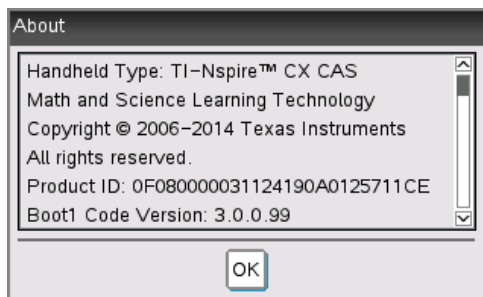 About
Handheld Type: TI-Nspire™ CX CAS
Math and Science Learning Technology
Copyright © 2006-2014 Texas Instruments
All rights reserved.
Product ID: 0F080000031124190A0125711CE
Boot1 Code Version: 3.0.0.99
OK